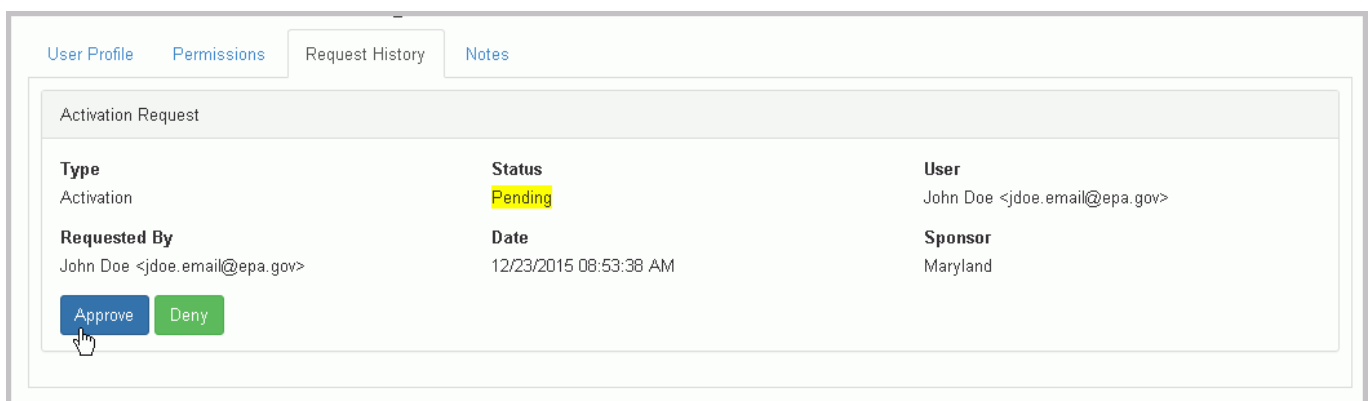 User Profile Permissions Request History Notes
Activation Request
Type Status User
Activation Pending John Doe <jdoe.email@epa.gov>
Requested By Date Sponsor
John Doe <jdoe.email@epa.gov> 12/23/2015 08:53:38 AM Maryland
Approve Deny